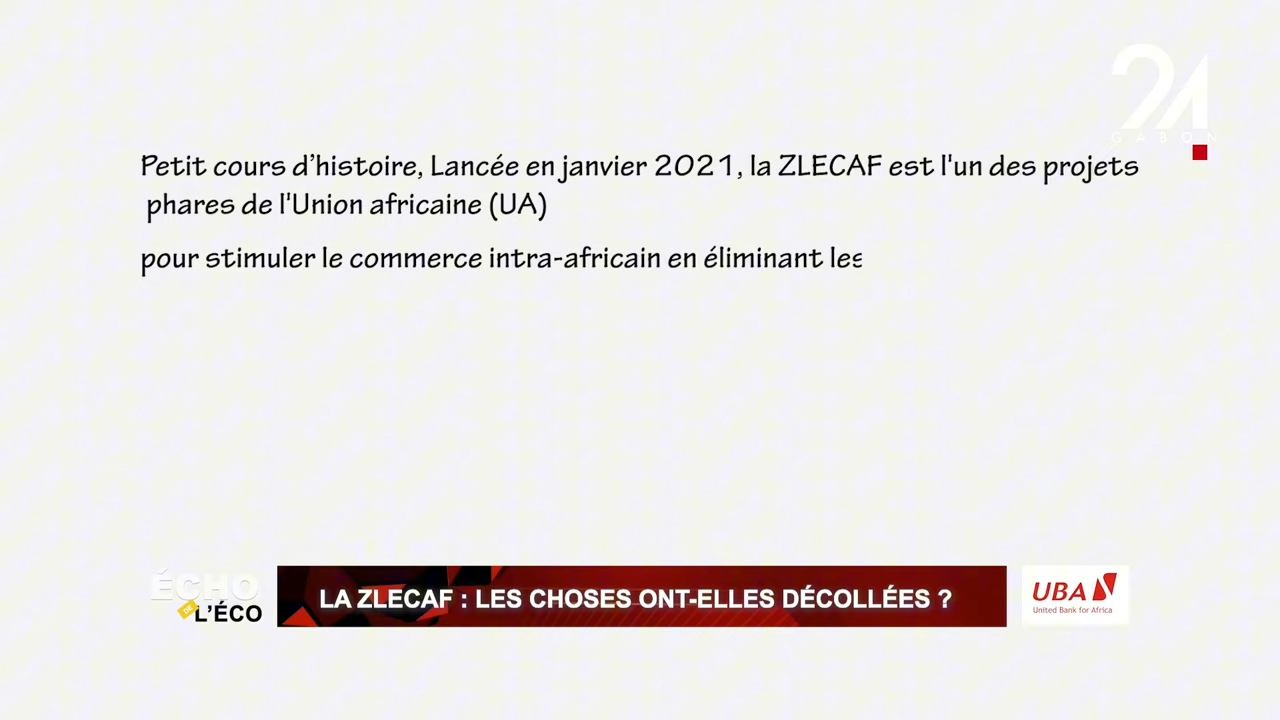 24
GABON
Petit cours d’histoire, Lancée en janvier 2021, la ZLECAF est l'un des projets
phares de l'Union africaine (UA)
pour stimuler le commerce intra-africain en éliminant les
ÉCHO
DE
L’ÉCO
LA ZLECAF : LES CHOSES ONT-ELLES DÉCOLLÉES ?
UBA
United Bank for Africa